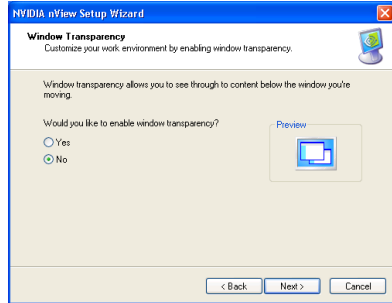 NVIDIA nView Setup Wizard
Window Transparency
Customize your work environment by enabling window transparency.
Window transparency allows you to see through to content below the window you're
moving.
Would you like to enable window transparency?
Preview
Yes
No
< Back
Next >
Cancel